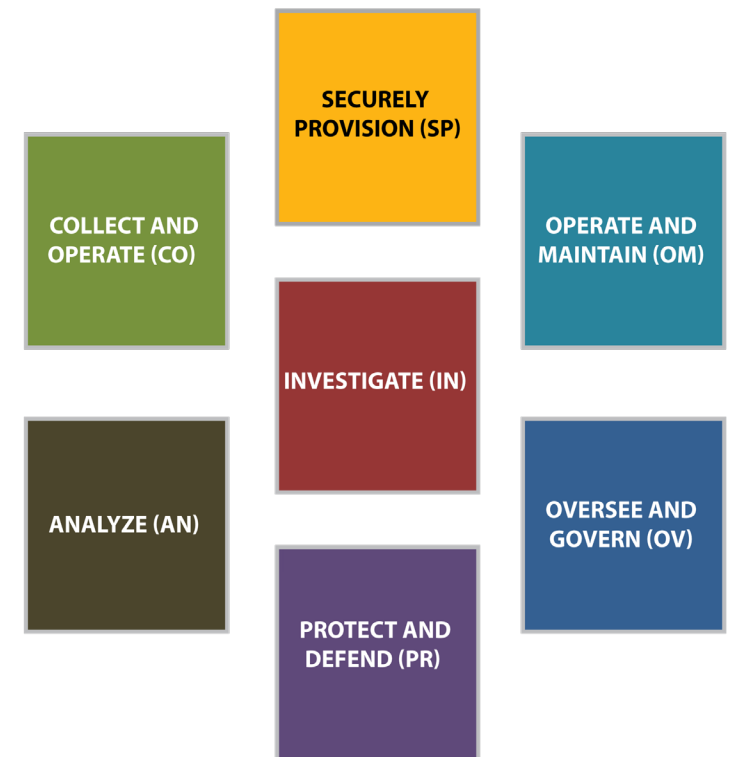 SECURELY
PROVISION (SP)
COLLECT AND
OPERATE (CO)
OPERATE AND
MAINTAIN (OM)
INVESTIGATE (IN)
ANALYZE (AN)
OVERSEE AND
GOVERN (OV)
PROTECT AND
DEFEND (PR)